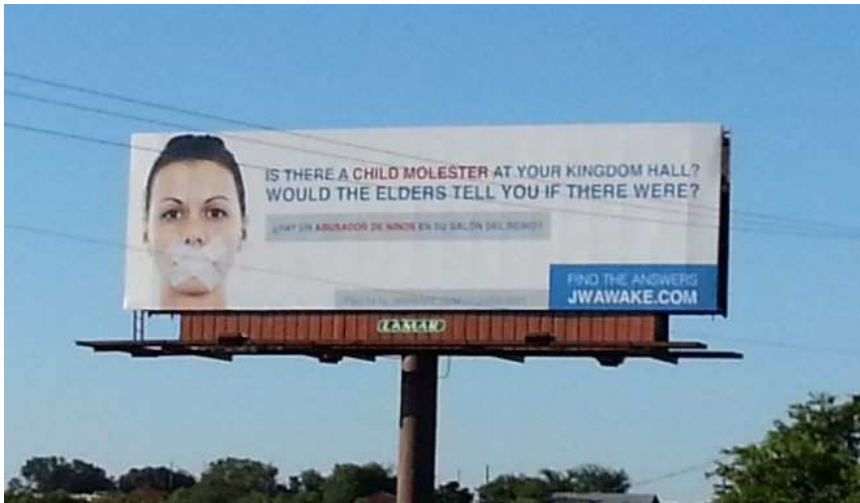 IS THERE A CHILD MOLESTER AT YOUR KINGDOM HALL?
WOULD THE ELDERS TELL YOU IF THERE WERE?
¿HAY UN ABUSADOR DE NIÑOS EN SU SALÓN DEL REINO?
FIND THE ANSWERS
JWAWAKE.COM
LAMAR